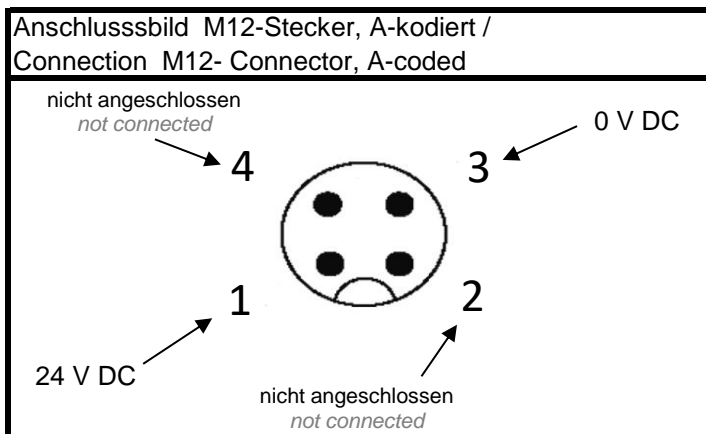 Anschlusssbild  M12-Stecker, A-kodiert /
Connection  M12- Connector, A-coded
nicht angeschlossen
not connected
0 V DC
4
3
1
2
24 V DC
nicht angeschlossen
not connected